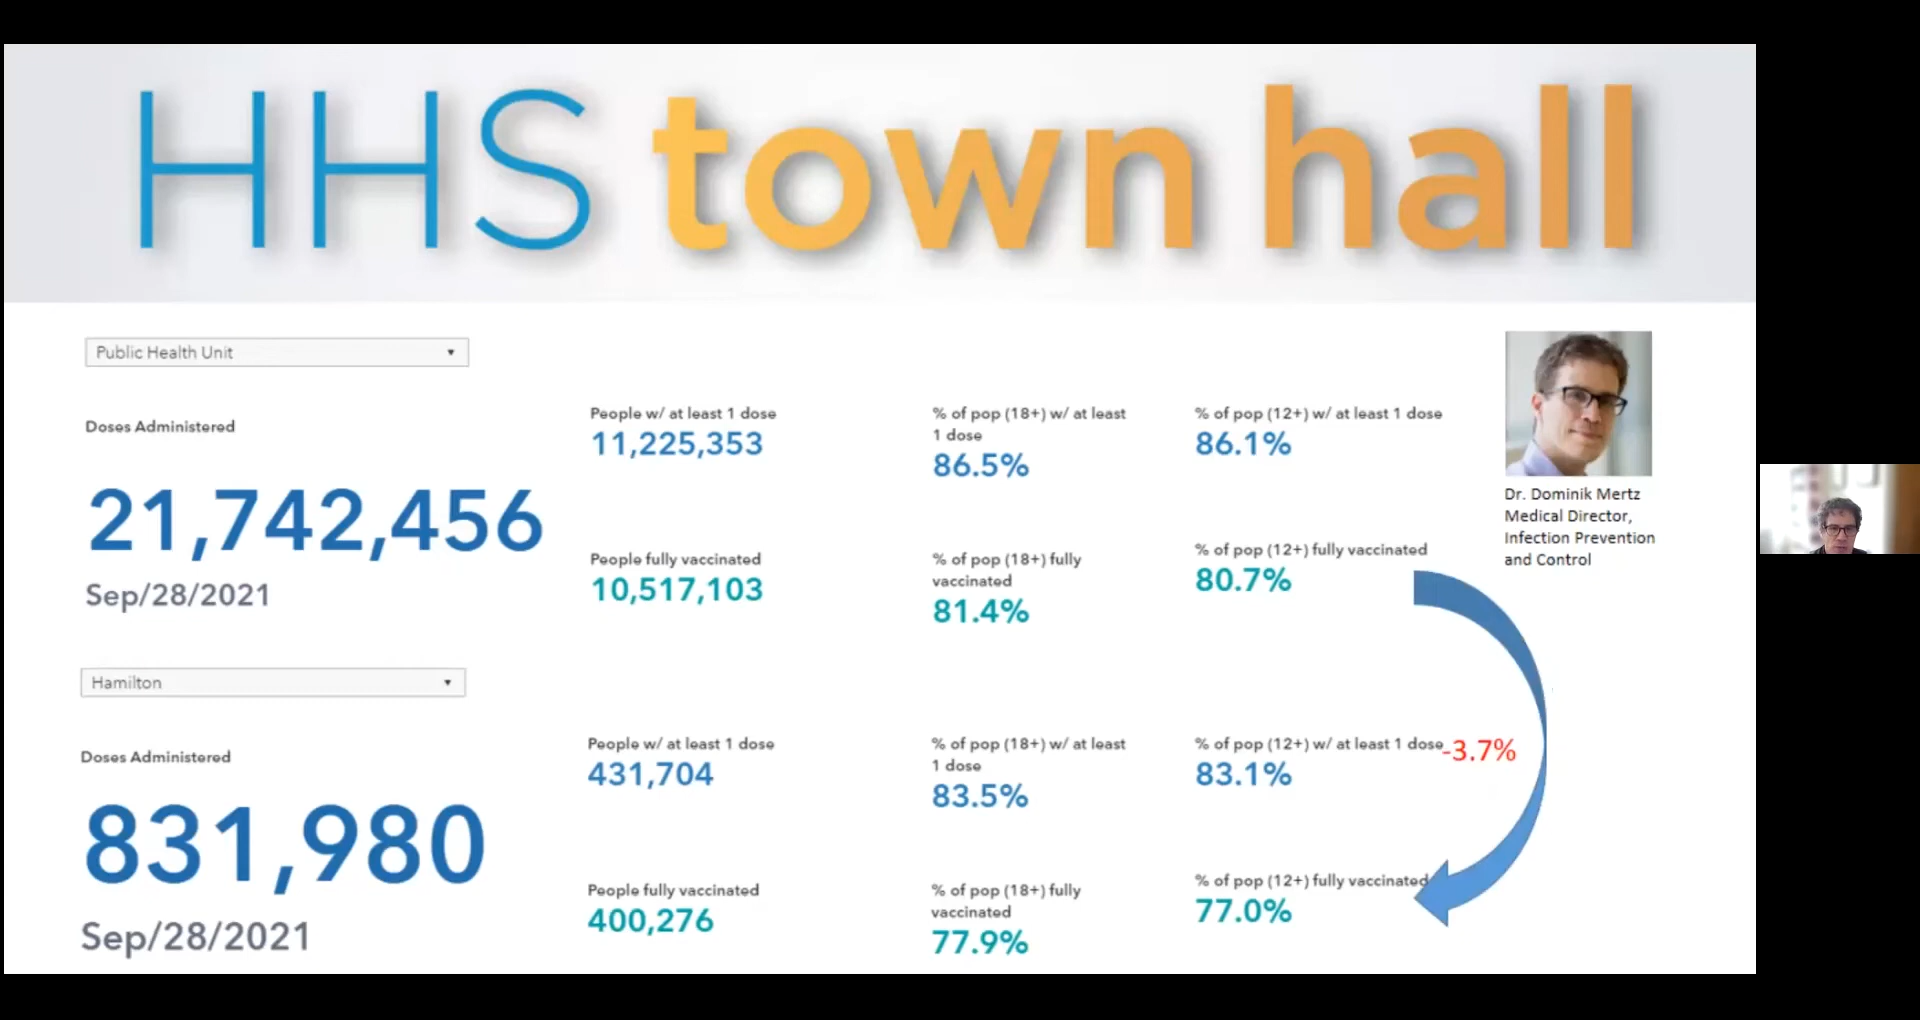 HHS town hall
Public Health Unit
Doses Administered
21,742,456
Sep/28/2021
People w/ at least 1 dose
11,225,353
People fully vaccinated
10,517,103
% of pop (18+) w/ at least
1 dose
86.5%
% of pop (18+) fully
vaccinated
81.4%
% of pop (12+) w/ at least 1 dose
86.1%
% of pop (12+) fully vaccinated
80.7%
Dr. Dominik Mertz
Medical Director,
Infection Prevention
and Control
Hamilton
Doses Administered
831,980
Sep/28/2021
People w/ at least 1 dose
431,704
People fully vaccinated
400,276
% of pop (18+) w/ at least
1 dose
83.5%
% of pop (18+) fully
vaccinated
77.9%
% of pop (12+) w/ at least 1 dose
83.1%
-3.7%
% of pop (12+) fully vaccinated
77.0%